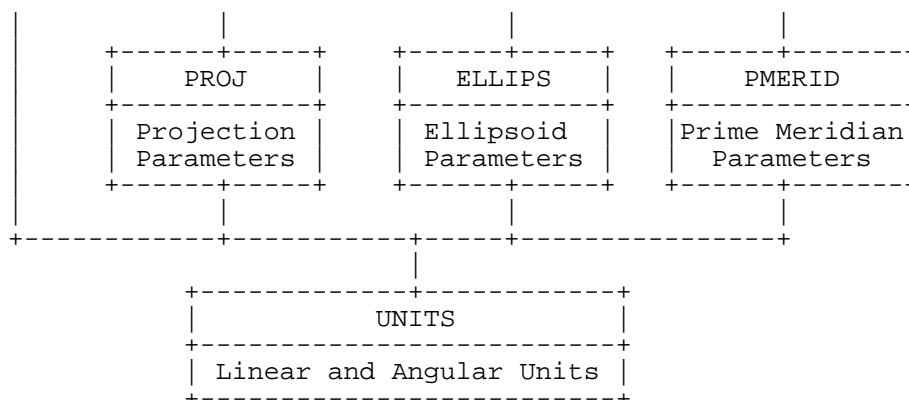 PROJ ELLIPS PMERID
Projection Ellipsoid Prime Meridian
Parameters Parameters Parameters
UNITS
Linear and Angular Units